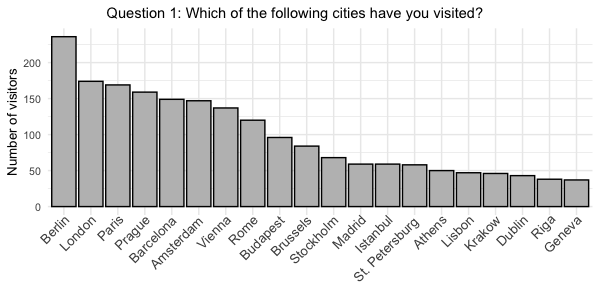 Question 1: Which of the following cities have you visited?
Number of visitors
200
150
100
50
0
Berlin
London
Paris
Prague
Barcelona
Amsterdam
Vienna
Rome
Budapest
Brussels
Stockholm
Madrid
Istanbul
St. Petersburg
Athens
Lisbon
Krakow
Dublin
Riga
Geneva